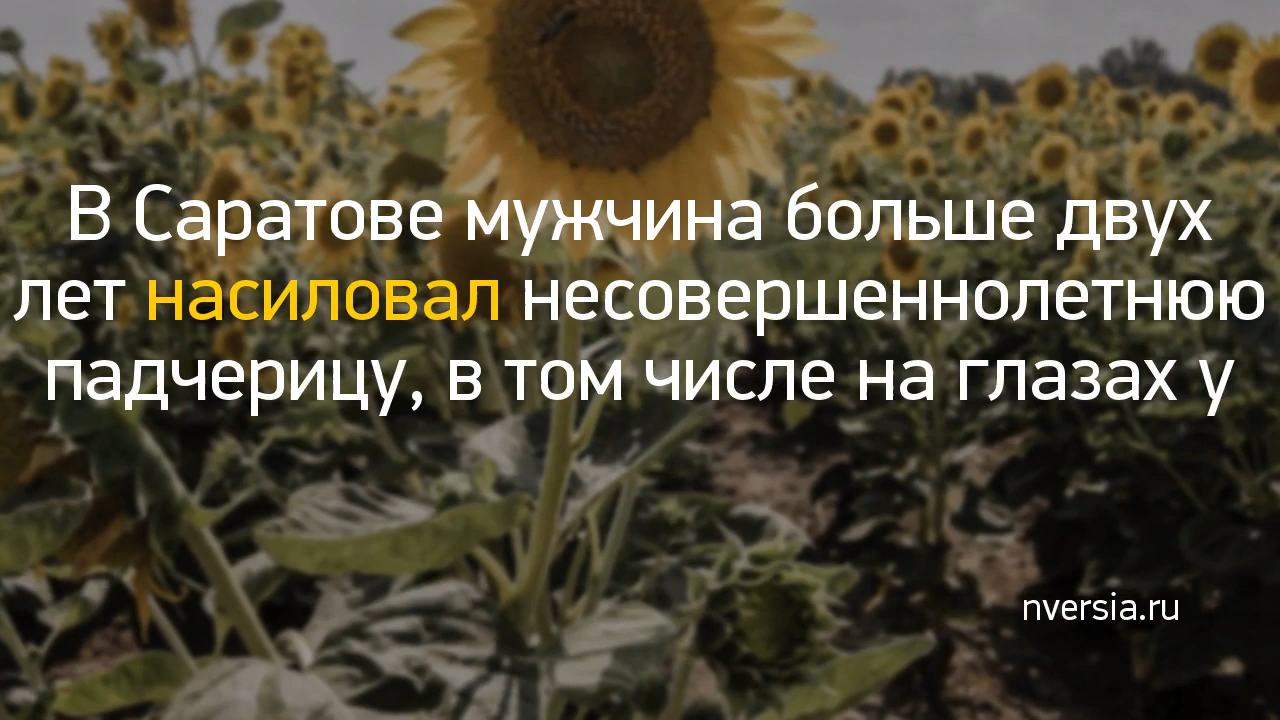 В Саратове мужчина больше двух
лет насиловал несовершеннолетнюю
падчерицу, в том числе на глазах у
nversia.ru